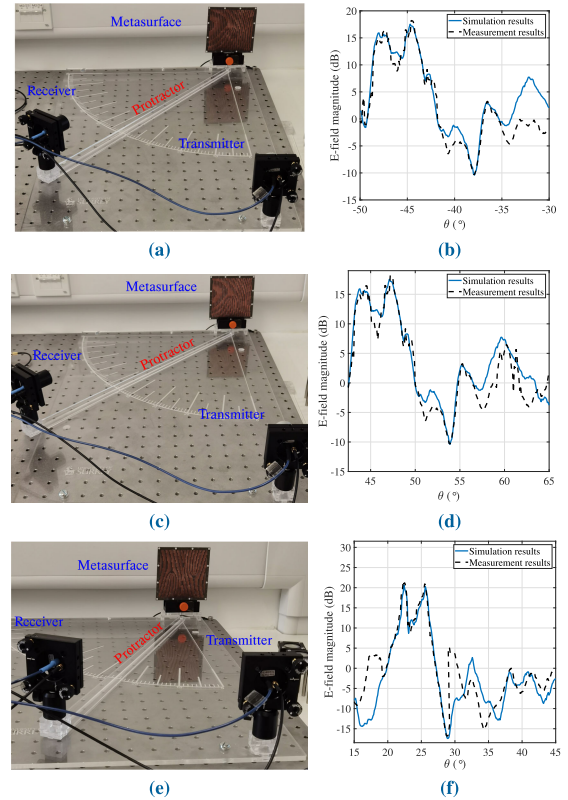 Metasurface
Receiver
Protractor
Transmitter
(a)
Simulation results
Measurement results
E-field magnitude (dB)
20
15
10
5
0
-5
-10
-15
-50 -45 -40 -35 -30
θ (°)
(b)
Metasurface
Receiver
Protractor
Transmitter
(c)
Simulation results
Measurement results
E-field magnitude (dB)
15
10
5
0
-5
-10
-15
45 50 55 60 65
θ (°)
(d)
Metasurface
Receiver
Protractor
Transmitter
(e)
Simulation results
Measurement results
E-field magnitude (dB)
30
25
20
15
10
5
0
-5
-10
-15
15 20 25 30 35 40 45
θ (°)
(f)